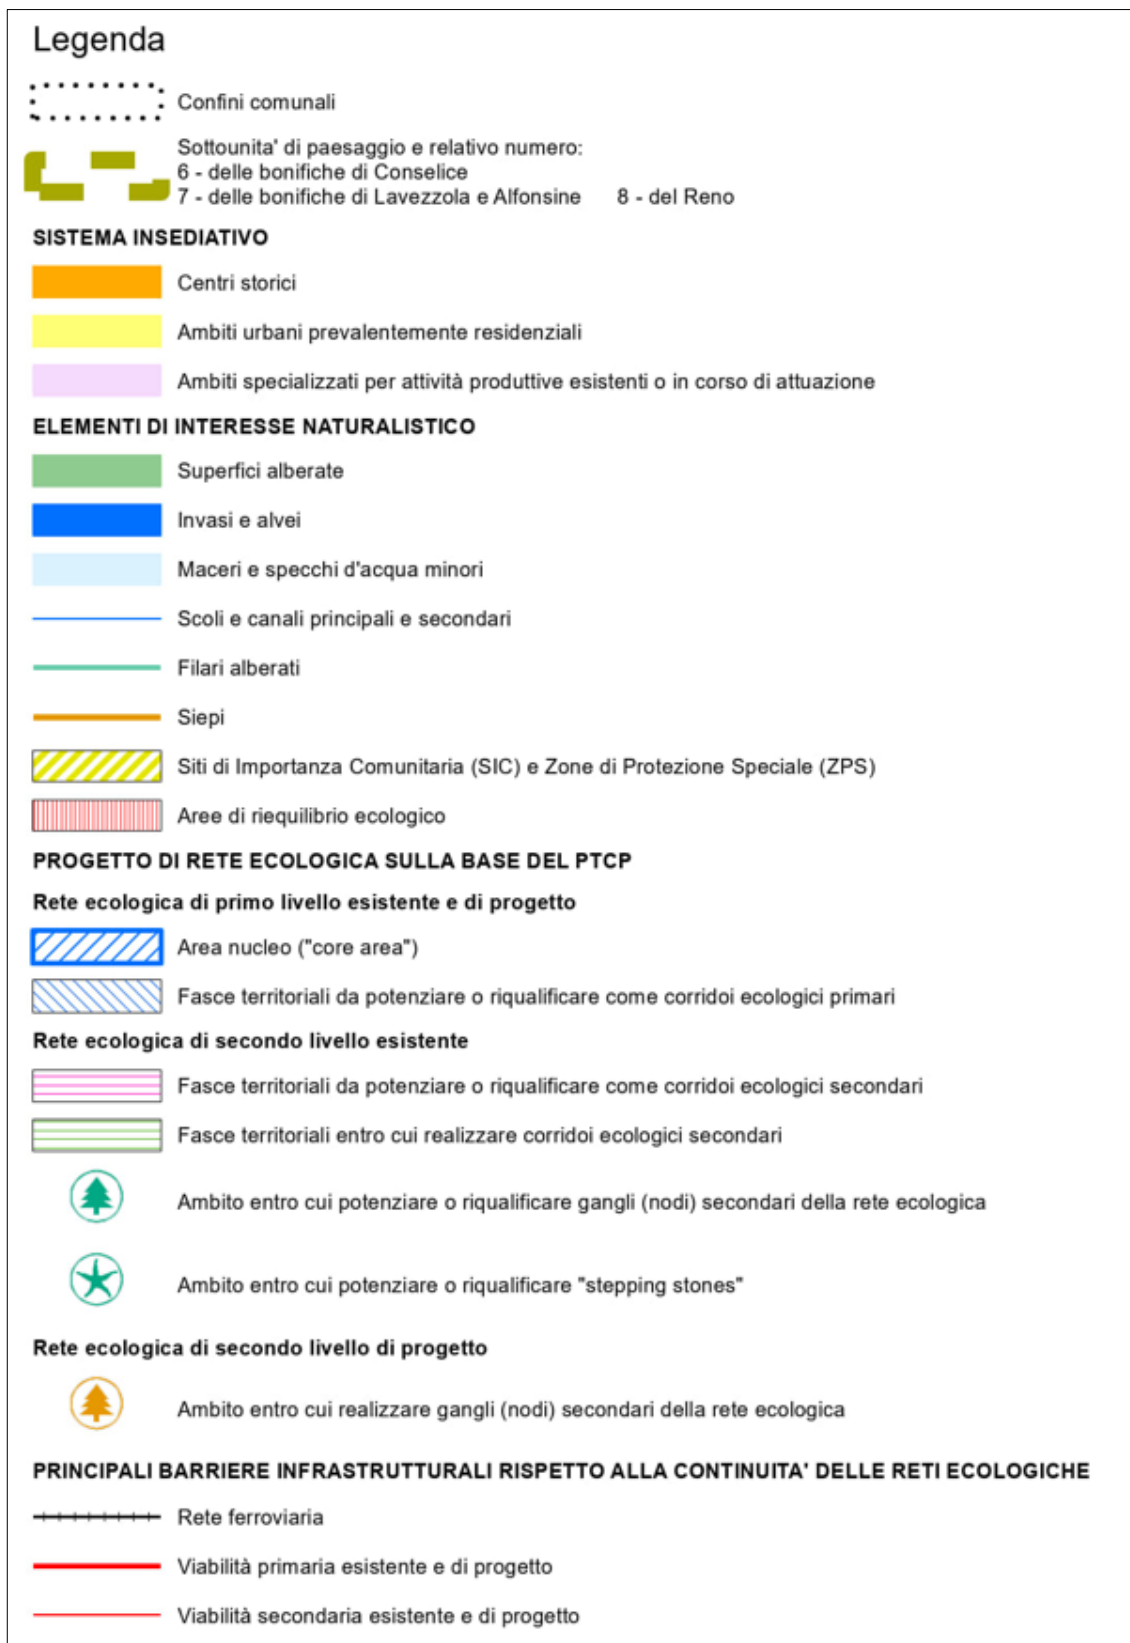 Legenda
Confini comunali
Sottounita' di paesaggio e relativo numero:
6 - delle bonifiche di Conselice
7 - delle bonifiche di Lavezzola e Alfonsine 8 - del Reno
SISTEMA INSEDIATIVO
Centri storici
Ambiti urbani prevalentemente residenziali
Ambiti specializzati per attività produttive esistenti o in corso di attuazione
ELEMENTI DI INTERESSE NATURALISTICO
Superfici alberate
Invasi e alvei
Maceri e specchi d'acqua minori
Scoli e canali principali e secondari
Filari alberati
Siepi
Siti di Importanza Comunitaria (SIC) e Zone di Protezione Speciale (ZPS)
Aree di riequilibrio ecologico
PROGETTO DI RETE ECOLOGICA SULLA BASE DEL PTCP
Rete ecologica di primo livello esistente e di progetto
Area nucleo ("core area")
Fasce territoriali da potenziare o riqualificare come corridoi ecologici primari
Rete ecologica di secondo livello esistente
Fasce territoriali da potenziare o riqualificare come corridoi ecologici secondari
Fasce territoriali entro cui realizzare corridoi ecologici secondari
Ambito entro cui potenziare o riqualificare gangli (nodi) secondari della rete ecologica
Ambito entro cui potenziare o riqualificare "stepping stones"
Rete ecologica di secondo livello di progetto
Ambito entro cui realizzare gangli (nodi) secondari della rete ecologica
PRINCIPALI BARRIERE INFRASTRUTTURALI RISPETTO ALLA CONTINUITA' DELLE RETI ECOLOGICHE
Rete ferroviaria
Viabilità primaria esistente e di progetto
Viabilità secondaria esistente e di progetto